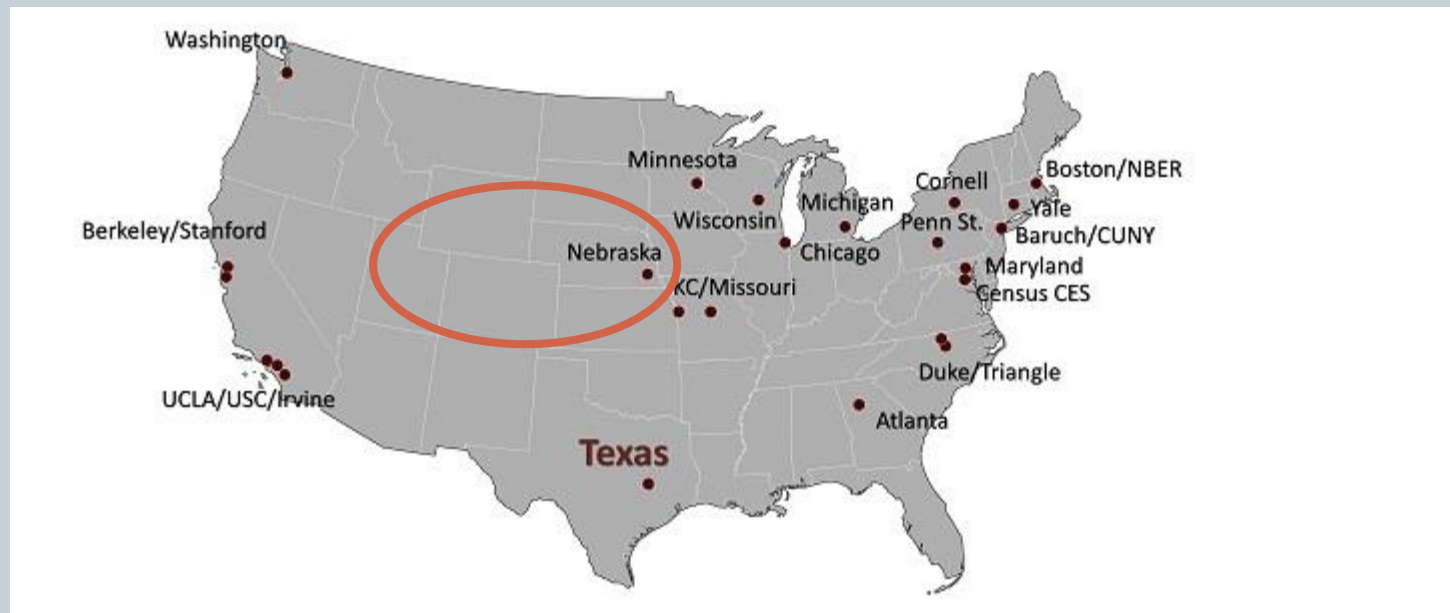 Washington
Minnesota
Boston/NBER
Cornell
Michigan
Yale
Wisconsin
Penn St.
Berkeley/Stanford
Baruch/CUNY
Nebraska
Chicago
Maryland
KC/Missouri
Census CES
Duke/Triangle
UCLA/USC/Irvine
Atlanta
Texas